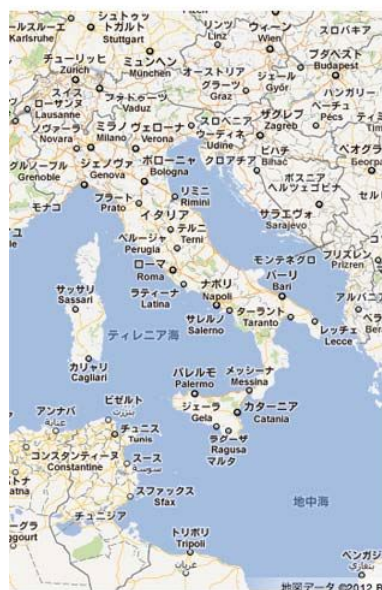 シュトゥッ
トガルト
Stuttgart
ールスルーエ
Karlsruhe
リンツ
Linz
ウィーン
Wien
スロバキア
ミュンヘン
München
ブダペスト
Budapest
チューリッヒ
Zürich
オーストリア
ジェール
Győr
スイス
ファドゥーツ
Vaduz
グラーツ
Graz
ハンガリー
ローザンヌ
Lausanne
ペーチュ
Pécs
スロベニア
ザグレブ
Zagreb
ノヴァーラ
Novara
ミラノ
Milano
ヴェローナ
Verona
ウーディネ
Udine
グルノーブル
Grenoble
ジェノヴァ
Genova
ボローニャ
Bologna
クロアチア
ビハチ
Bihać
ベオグラ
Beograd
ボスニア
ヘルツェゴビナ
モナコ
プラート
Prato
リミニ
Rimini
サラエヴォ
Sarajevo
イタリア
テルニ
Terni
ペルージャ
Perugia
モンテネグロ
プリズレン
Prizren
ローマ
Roma
バーリ
Bari
サッサリ
Sassari
ラティーナ
Latina
ナポリ
Napoli
アルバニ
サレルノ
Salerno
ターラント
Taranto
レッチェ
Lecce
ティレニア海
カリャリ
Cagliari
パレルモ
Palermo
メッシーナ
Messina
ジェーラ
Gela
カターニア
Catania
アンナバ
عنابة
ビゼルト
بنزرت
チュニス
Tunis
ラグーザ
Ragusa
マルタ
コンスタンティーヌ
Constantine
スース
سوسة
スファックス
Sfax
地中海
チュニジア
トリポリ
Tripoli
غريان
ベンガジ
بنغازي
地図データ ©2012 B